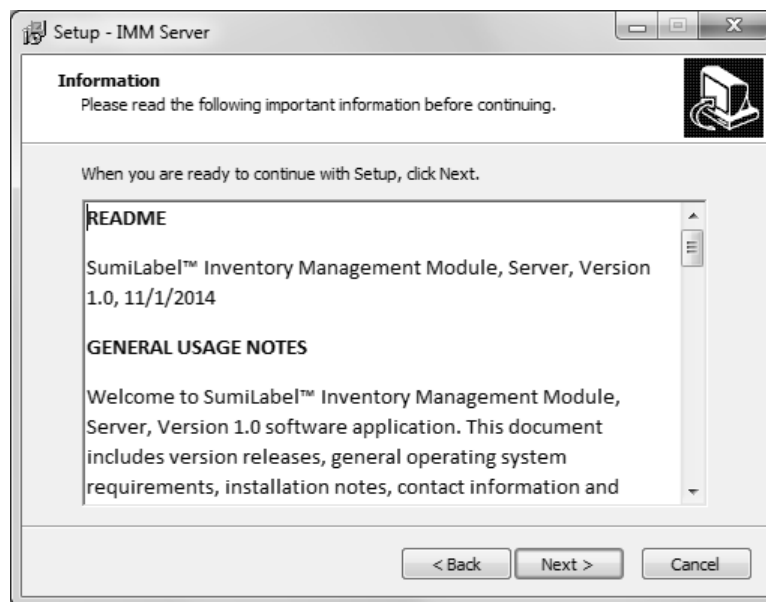 Setup - IMM Server
Information
Please read the following important information before continuing.
When you are ready to continue with Setup, click Next.
README
SumiLabel™ Inventory Management Module, Server, Version
1.0, 11/1/2014
GENERAL USAGE NOTES
Welcome to SumiLabel™ Inventory Management Module,
Server, Version 1.0 software application. This document
includes version releases, general operating system
requirements, installation notes, contact information and
< Back
Next >
Cancel